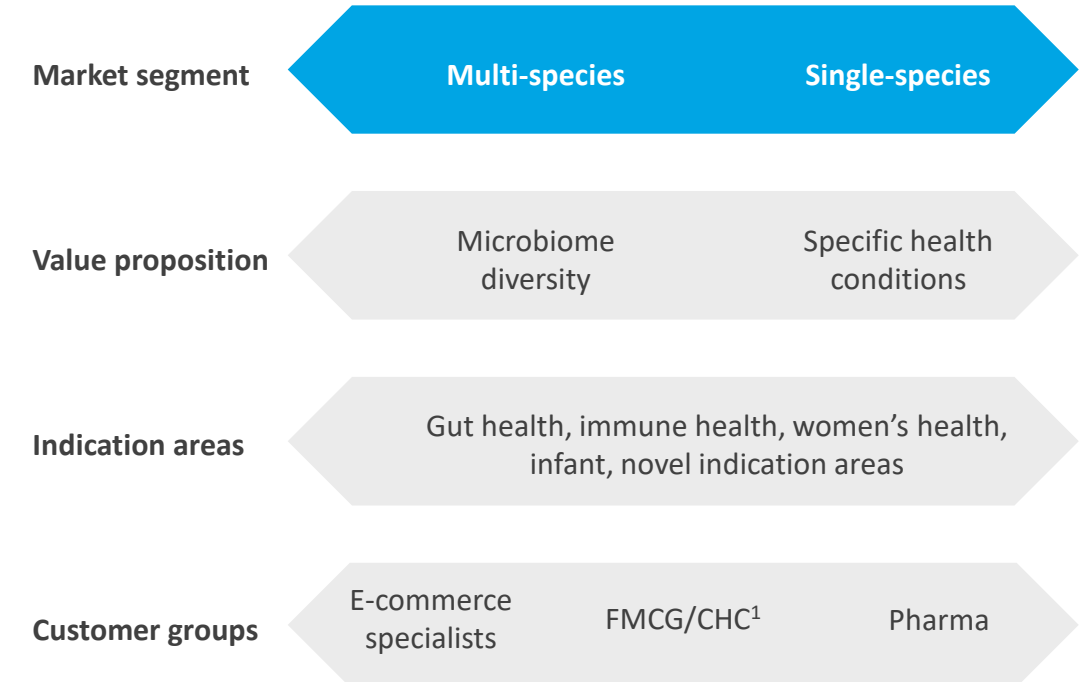 Market segment
Multi-species
Single-species
Value proposition
Microbiome
diversity
Specific health
conditions
Indication areas
Gut health, immune health, women’s health,
infant, novel indication areas
Customer groups
E-commerce
specialists
FMCG/CHC¹
Pharma